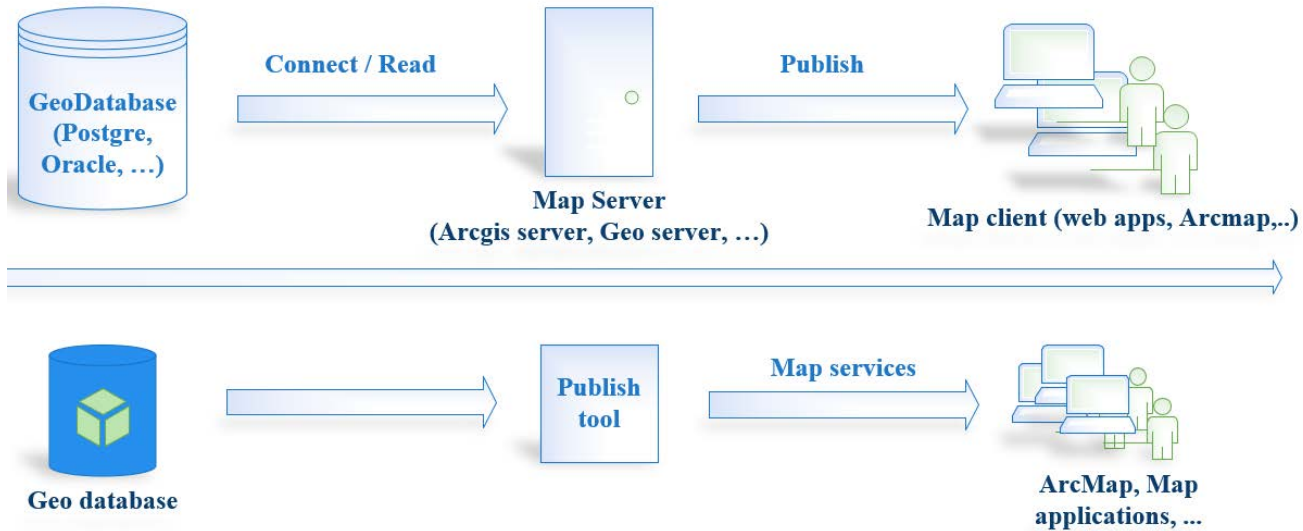 GeoDatabase
(Postgre,
Oracle, …)
Connect / Read
Map Server
(Arcgis server, Geo server, …)
Publish
Map client (web apps, Arcmap,..)
Geo database
Publish
tool
Map services
ArcMap, Map
applications, ...